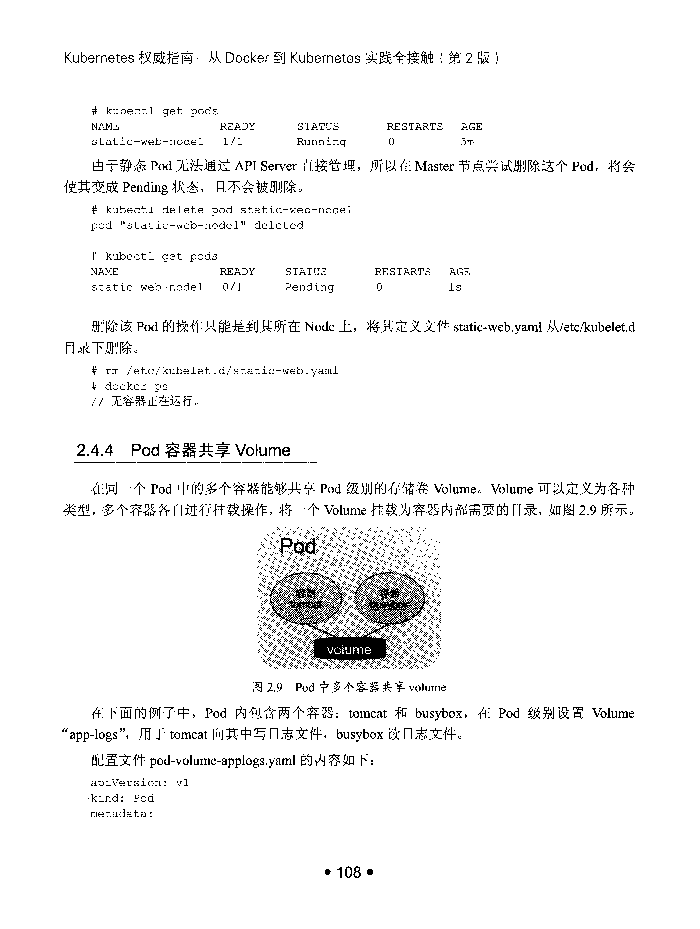 Kubernetes 权威指南：从 Docker 到 Kubernetes 实践全接触（第 2 版）
# kubectl get pods
NAME READY STATUS RESTARTS AGE
static-web-node1 1/1 Running 0 5m
由于静态 Pod 无法通过 API Server 直接管理，所以在 Master 节点尝试删除这个 Pod，将会
使其变成 Pending 状态，且不会被删除。
# kubectl delete pod static-web-node1
pod "static-web-node1" deleted
# kubectl get pods
NAME READY STATUS RESTARTS AGE
static-web-node1 0/1 Pending 0 1s
删除该 Pod 的操作只能是到其所在 Node 上，将其定义文件 static-web.yaml 从/etc/kubelet.d
目录下删除。
# rm /etc/kubelet.d/static-web.yaml
# docker ps
// 无容器正在运行。
2.4.4 Pod 容器共享 Volume
在同一个 Pod 中的多个容器能够共享 Pod 级别的存储卷 Volume。Volume 可以定义为各种
类型，多个容器各自进行挂载操作，将一个 Volume 挂载为容器内部需要的目录，如图 2.9 所示。
Pod
容器 容器
tomcat busybox
volume
图 2.9 Pod 中多个容器共享 volume
在下面的例子中，Pod 内包含两个容器：tomcat 和 busybox，在 Pod 级别设置 Volume
“app-logs”，用于 tomcat 向其中写日志文件，busybox 读日志文件。
配置文件 pod-volume-applogs.yaml 的内容如下：
apiVersion: v1
kind: Pod
metadata:
• 108 •